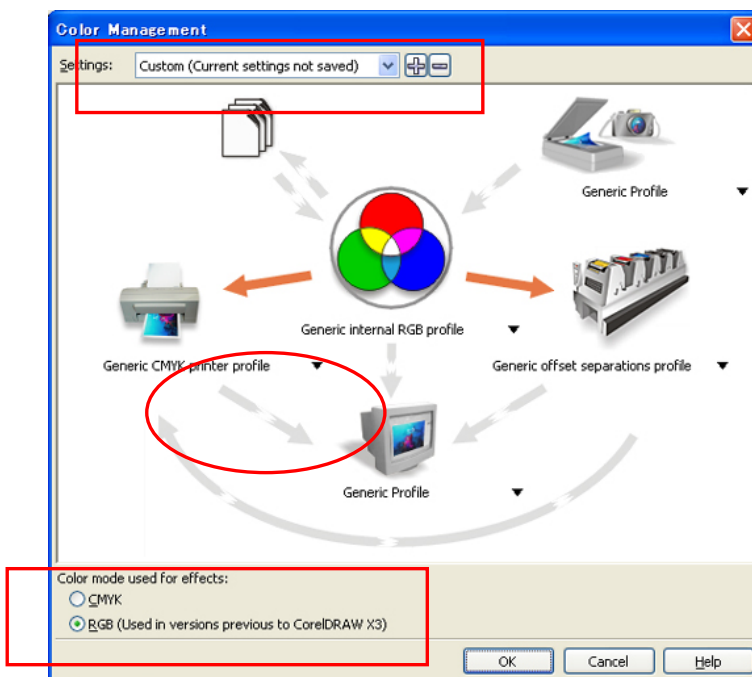 Color Management
Settings: Custom (Current settings not saved)
Generic Profile
Generic internal RGB profile
Generic CMYK printer profile
Generic offset separations profile
Generic Profile
Color mode used for effects:
CMYK
RGB (Used in versions previous to CorelDRAW X3)
OK Cancel Help